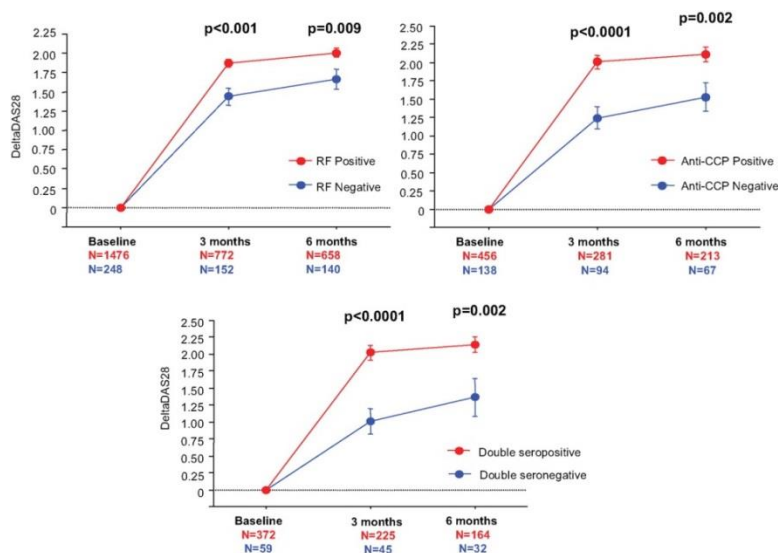 p<0.001 p=0.009
2.25
2.00
1.75
1.50
1.25
1.00
0.75
0.50
0.25
0
DeltaDAS28
RF Positive
RF Negative
Baseline 3 months 6 months
N=1476 N=772 N=658
N=248 N=152 N=140
p<0.0001 p=0.002
2.50
2.25
2.00
1.75
1.50
1.25
1.00
0.75
0.50
0.25
0
DeltaDAS28
Anti-CCP Positive
Anti-CCP Negative
Baseline 3 months 6 months
N=456 N=281 N=213
N=138 N=94 N=67
p<0.0001 p=0.002
2.50
2.25
2.00
1.75
1.50
1.25
1.00
0.75
0.50
0.25
0
DeltaDAS28
Double seropositive
Double seronegative
Baseline 3 months 6 months
N=372 N=225 N=164
N=59 N=45 N=32